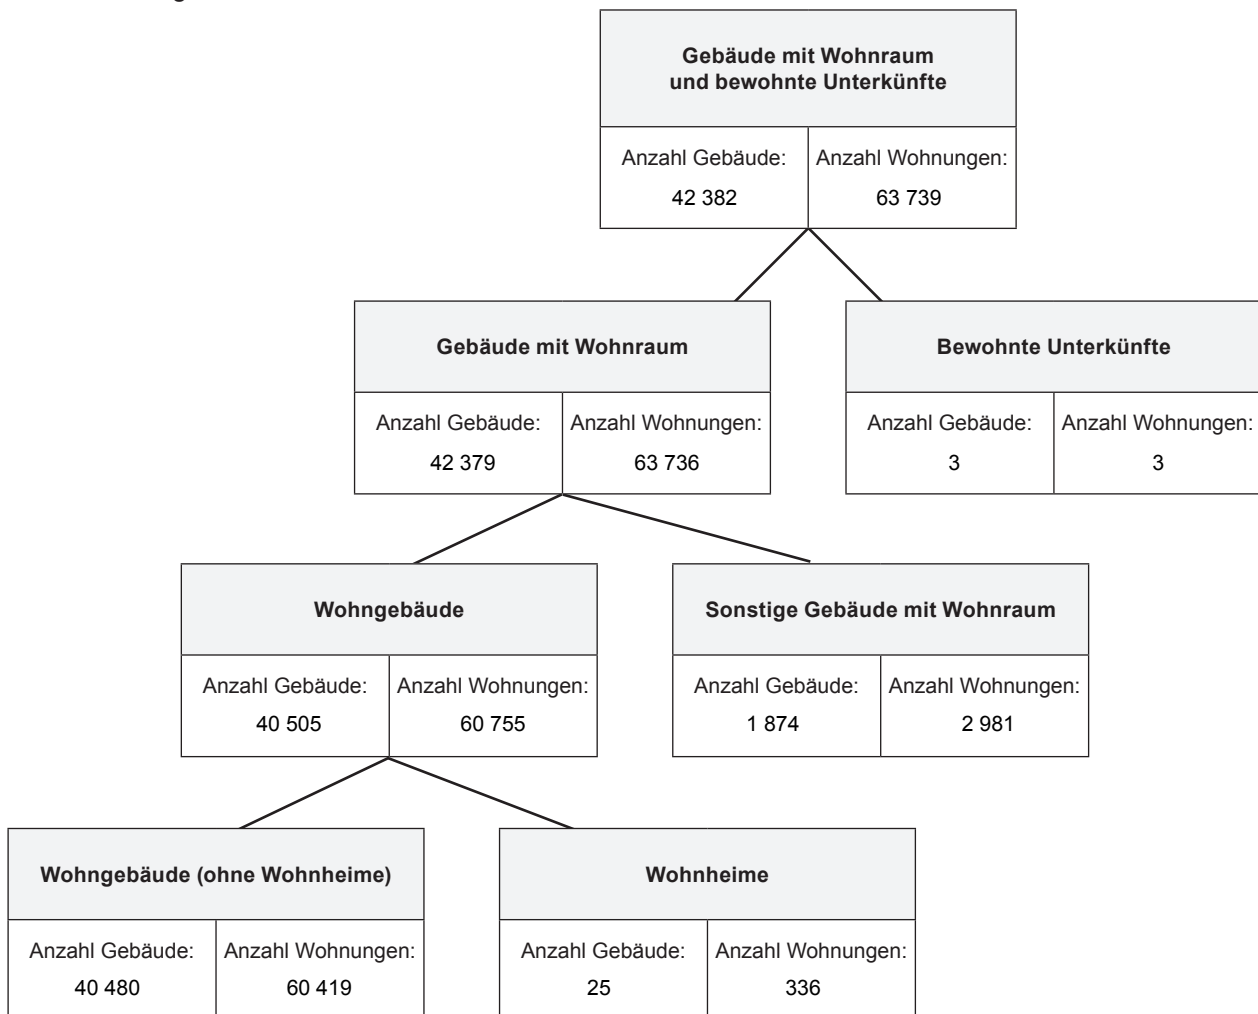 Gebäude mit Wohnraum
und bewohnte Unterkünfte
Anzahl Gebäude: Anzahl Wohnungen:
42 382 63 739
Gebäude mit Wohnraum Bewohnte Unterkünfte
Anzahl Gebäude: Anzahl Wohnungen: Anzahl Gebäude: Anzahl Wohnungen:
42 379 63 736 3 3
Wohngebäude Sonstige Gebäude mit Wohnraum
Anzahl Gebäude: Anzahl Wohnungen: Anzahl Gebäude: Anzahl Wohnungen:
40 505 60 755 1 874 2 981
Wohngebäude (ohne Wohnheime) Wohnheime
Anzahl Gebäude: Anzahl Wohnungen: Anzahl Gebäude: Anzahl Wohnungen:
40 480 60 419 25 336